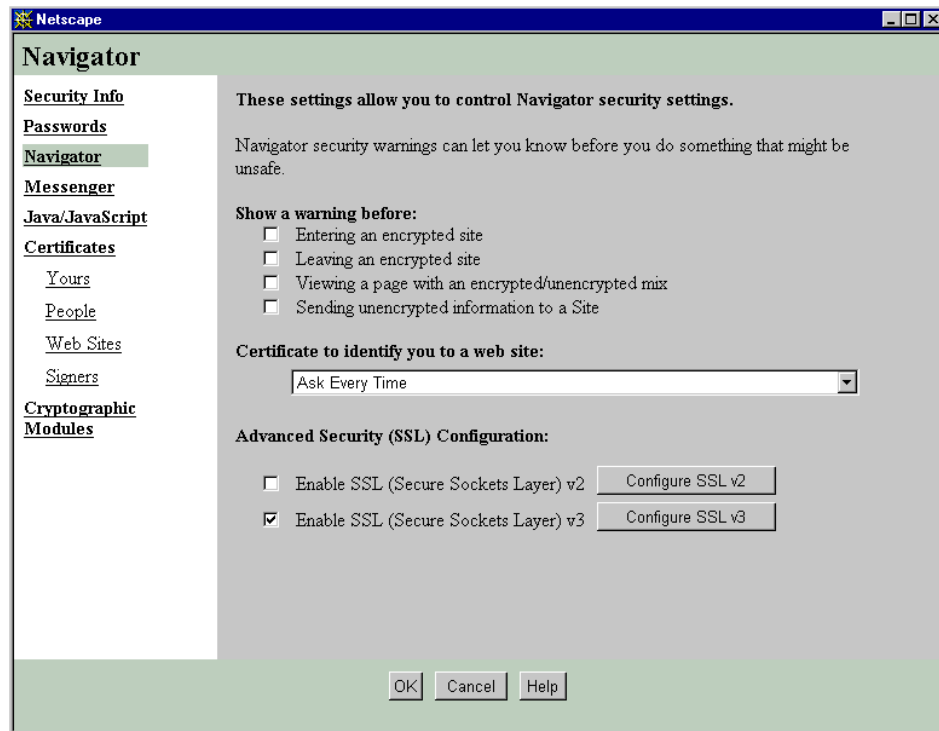 Netscape
Navigator
Security Info
Passwords
Navigator
Messenger
Java/JavaScript
Certificates
Yours
People
Web Sites
Signers
Cryptographic
Modules
These settings allow you to control Navigator security settings.
Navigator security warnings can let you know before you do something that might be
unsafe.
Show a warning before:
Entering an encrypted site
Leaving an encrypted site
Viewing a page with an encrypted/unencrypted mix
Sending unencrypted information to a Site
Certificate to identify you to a web site:
Ask Every Time
Advanced Security (SSL) Configuration:
Enable SSL (Secure Sockets Layer) v2 Configure SSL v2
Enable SSL (Secure Sockets Layer) v3 Configure SSL v3
OK Cancel Help